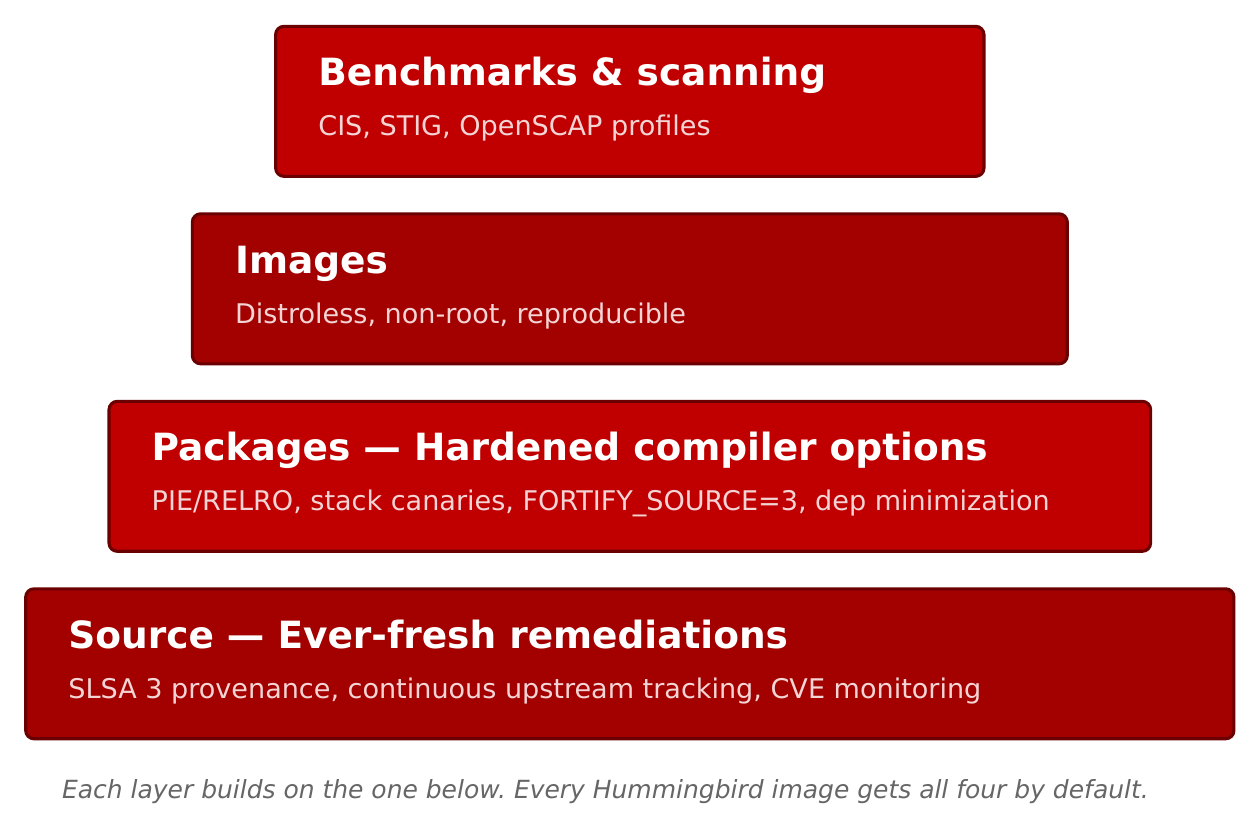 Benchmarks & scanning
CIS, STIG, OpenSCAP profiles
Images
Distroless, non-root, reproducible
Packages — Hardened compiler options
PIE/RELRO, stack canaries, FORTIFY_SOURCE=3, dep minimization
Source — Ever-fresh remediations
SLSA 3 provenance, continuous upstream tracking, CVE monitoring
Each layer builds on the one below. Every Hummingbird image gets all four by default.